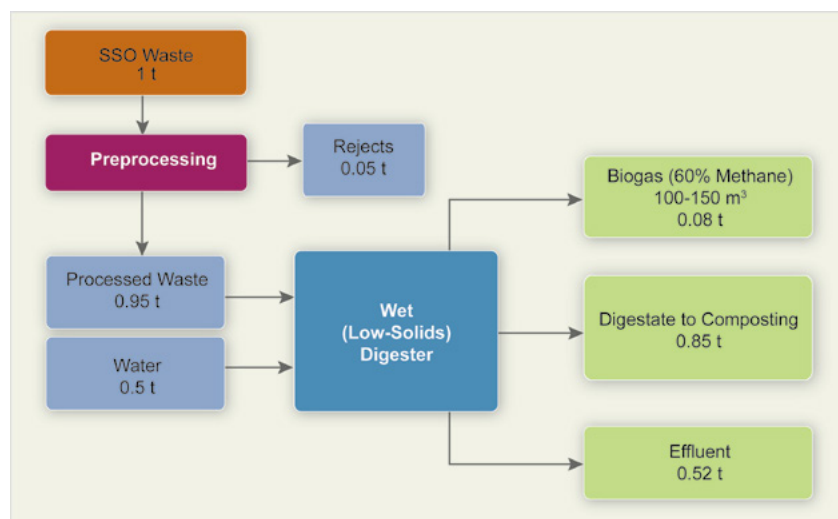 SSO Waste
1 t
Preprocessing
Rejects
0.05 t
Processed Waste
0.95 t
Water
0.5 t
Wet
(Low-Solids)
Digester
Biogas (60% Methane)
100-150 m³
0.08 t
Digestate to Composting
0.85 t
Effluent
0.52 t